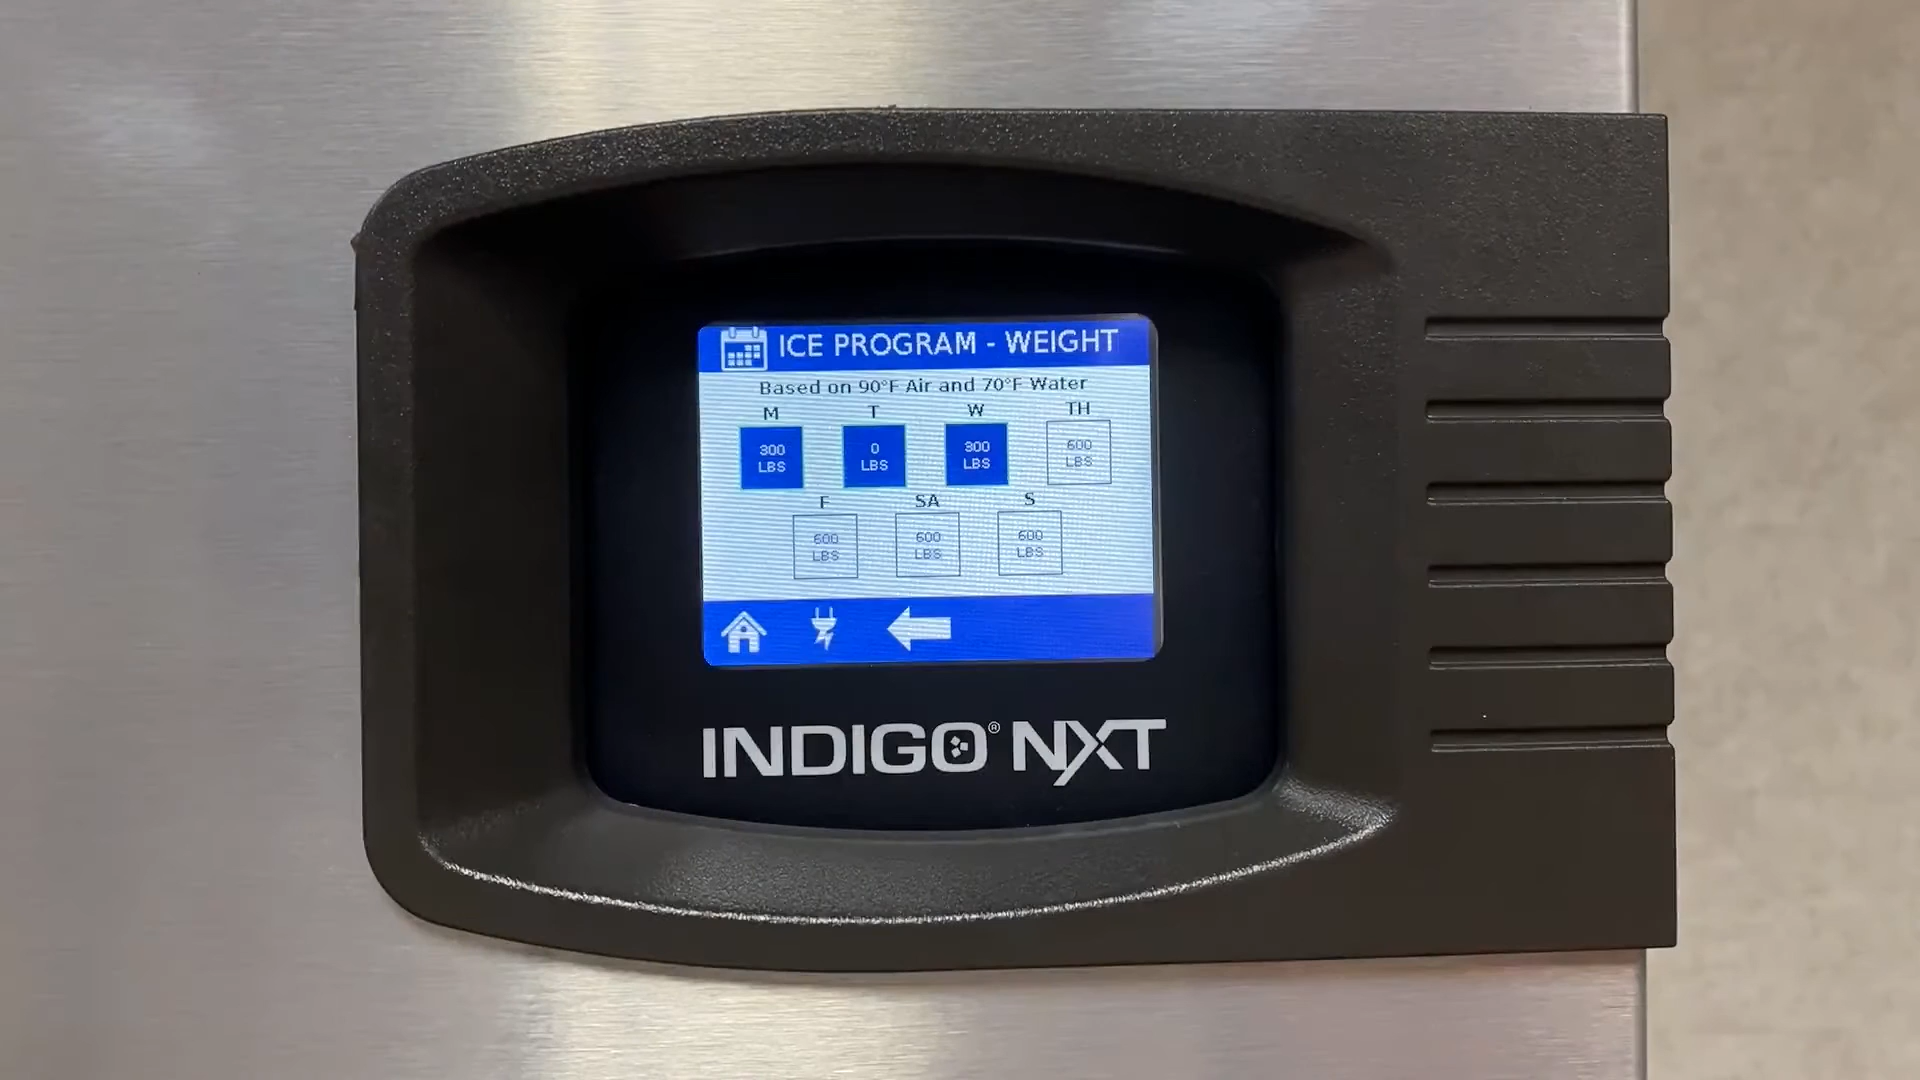 ICE PROGRAM - WEIGHT
Based on 90°F Air and 70°F Water
M T W TH
300 LBS
0 LBS
300 LBS
600 LBS
F SA S
600 LBS
600 LBS
600 LBS
INDIGO® NXT